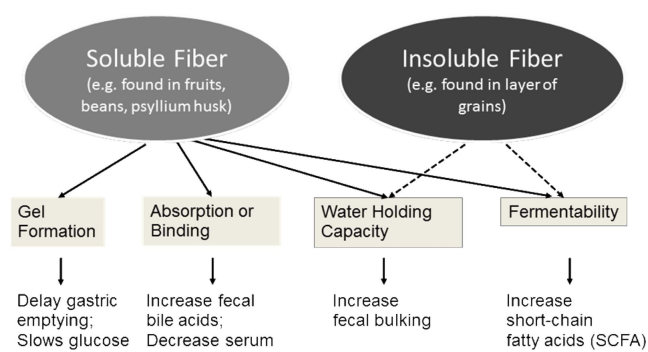 Soluble Fiber
(e.g. found in fruits,
beans, psyllium husk)
Insoluble Fiber
(e.g. found in layer of
grains)
Gel
Formation
Absorption or
Binding
Water Holding
Capacity
Fermentability
Delay gastric
emptying;
Slows glucose
Increase fecal
bile acids;
Decrease serum
Increase
fecal bulking
Increase
short-chain
fatty acids (SCFA)